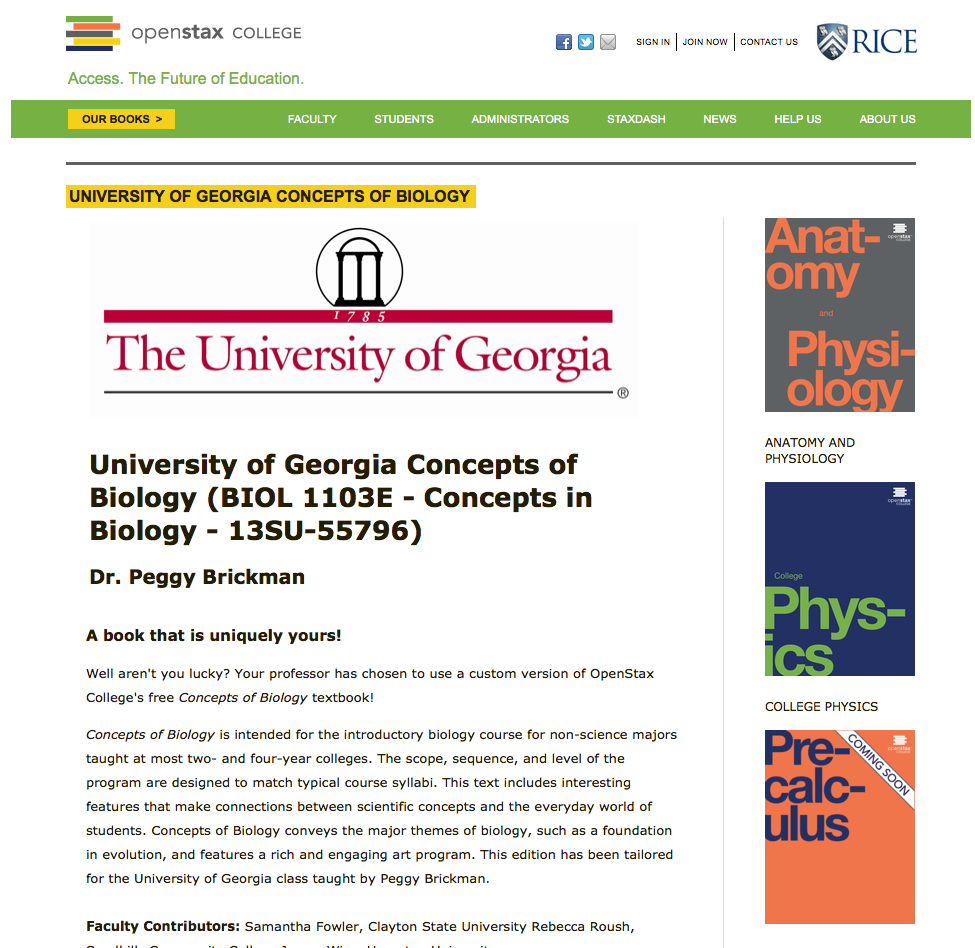 openstax COLLEGE
Access. The Future of Education.
SIGN IN
JOIN NOW
CONTACT US
RICE
OUR BOOKS >
FACULTY
STUDENTS
ADMINISTRATORS
STAXDASH
NEWS
HELP US
ABOUT US
UNIVERSITY OF GEORGIA CONCEPTS OF BIOLOGY
1785
The University of Georgia
®
University of Georgia Concepts of
Biology (BIOL 1103E - Concepts in
Biology - 13SU-55796)
Dr. Peggy Brickman
A book that is uniquely yours!
Well aren't you lucky? Your professor has chosen to use a custom version of OpenStax
College's free Concepts of Biology textbook!
Concepts of Biology is intended for the introductory biology course for non-science majors
taught at most two- and four-year colleges. The scope, sequence, and level of the
program are designed to match typical course syllabi. This text includes interesting
features that make connections between scientific concepts and the everyday world of
students. Concepts of Biology conveys the major themes of biology, such as a foundation
in evolution, and features a rich and engaging art program. This edition has been tailored
for the University of Georgia class taught by Peggy Brickman.
Faculty Contributors: Samantha Fowler, Clayton State University Rebecca Roush,
Anat-
omy
and
Physi-
ology
openstax
COLLEGE
ANATOMY AND
PHYSIOLOGY
openstax
COLLEGE
College
Phys-
ics
COLLEGE PHYSICS
Pre-
calc-
ulus
COMING SOON
openstax
COLLEGE